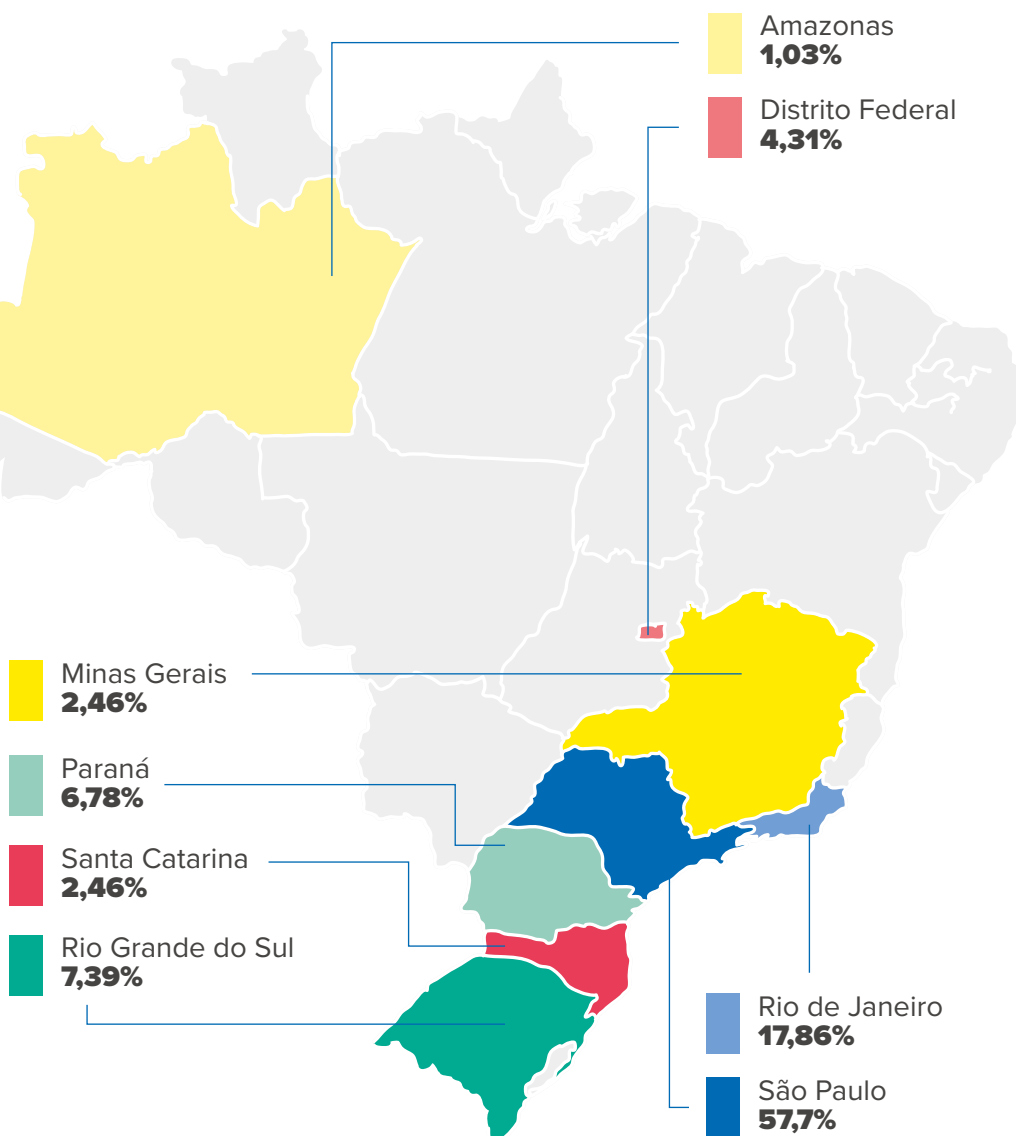 Amazonas
1,03%
Distrito Federal
4,31%
Minas Gerais
2,46%
Paraná
6,78%
Santa Catarina
2,46%
Rio Grande do Sul
7,39%
Rio de Janeiro
17,86%
São Paulo
57,7%